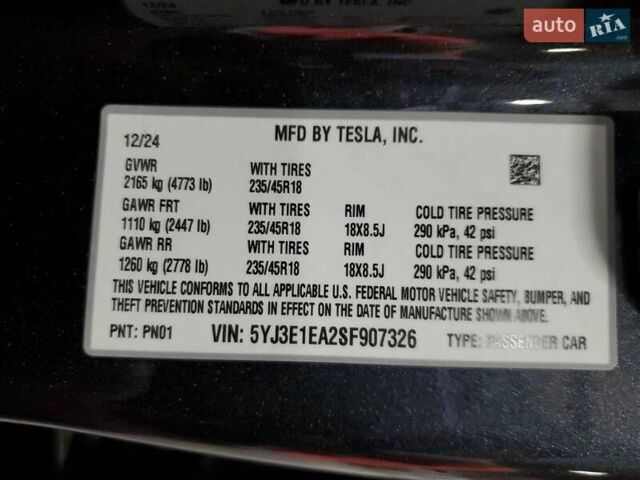 auto RIA.com
12/24 MFD BY TESLA, INC.
GVWR WITH TIRES
2165 kg (4773 lb) 235/45R18
GAWR FRT WITH TIRES RIM COLD TIRE PRESSURE
1110 kg (2447 lb) 235/45R18 18X8.5J 290 kPa, 42 psi
GAWR RR WITH TIRES RIM COLD TIRE PRESSURE
1260 kg (2778 lb) 235/45R18 18X8.5J 290 kPa, 42 psi
THIS VEHICLE CONFORMS TO ALL APPLICABLE U.S. FEDERAL MOTOR VEHICLE SAFETY, BUMPER, AND
THEFT PREVENTION STANDARDS IN EFFECT ON THE DATE OF MANUFACTURE SHOWN ABOVE.
PNT: PN01 VIN: 5YJ3E1EA2SF907326 TYPE: PASSENGER CAR